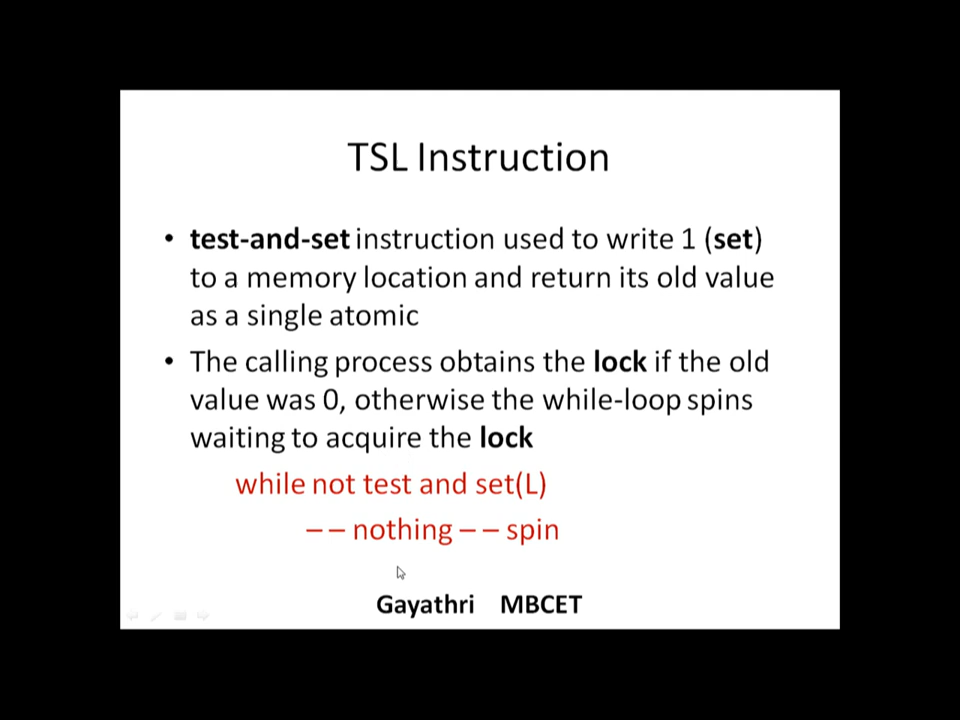 TSL Instruction
• test-and-set instruction used to write 1 (set)
to a memory location and return its old value
as a single atomic
• The calling process obtains the lock if the old
value was 0, otherwise the while-loop spins
waiting to acquire the lock
while not test and set(L)
– – nothing – – spin
Gayathri MBCET